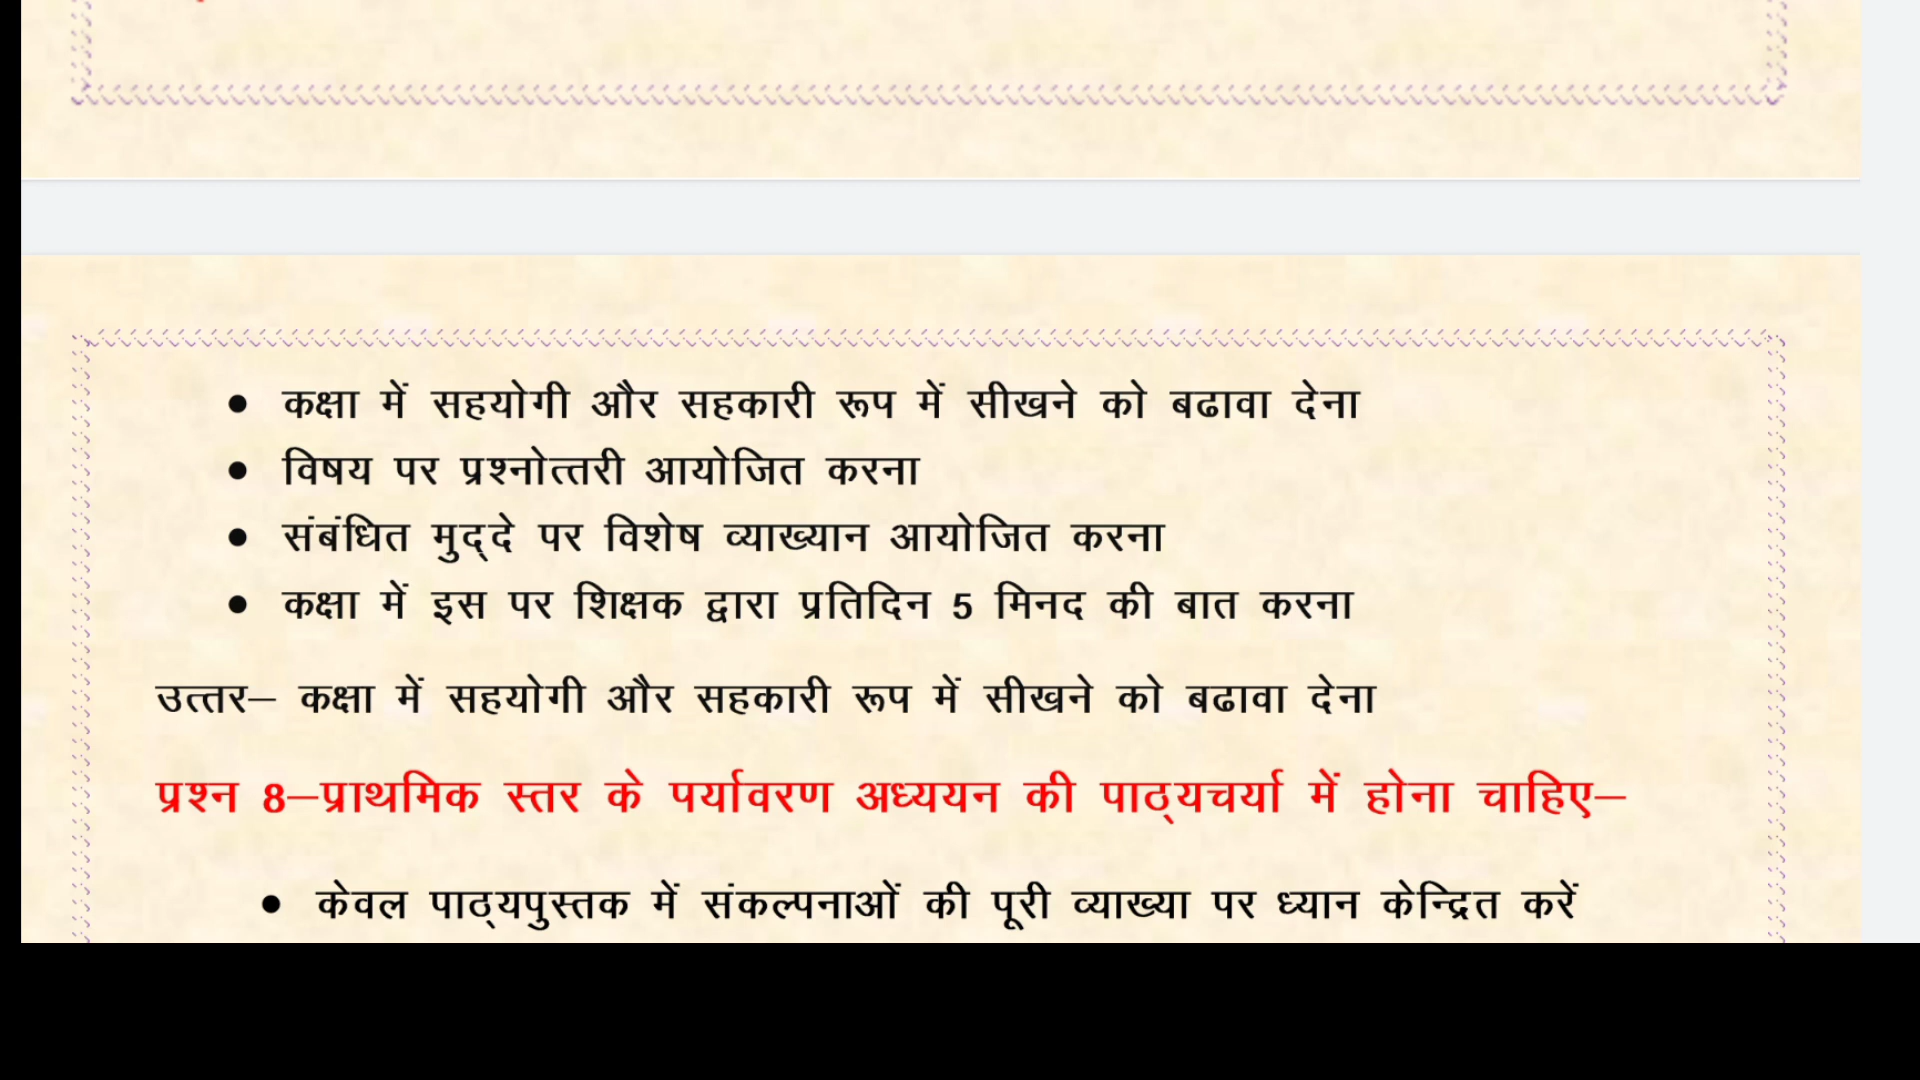 • कक्षा में सहयोगी और सहकारी रूप में सीखने को बढावा देना
• विषय पर प्रश्नोत्तरी आयोजित करना
• संबंधित मुद्दे पर विशेष व्याख्यान आयोजित करना
• कक्षा में इस पर शिक्षक द्वारा प्रतिदिन 5 मिनद की बात करना
उत्तर– कक्षा में सहयोगी और सहकारी रूप में सीखने को बढावा देना
प्रश्न 8–प्राथमिक स्तर के पर्यावरण अध्ययन की पाठ्यचर्या में होना चाहिए–
• केवल पाठ्यपुस्तक में संकल्पनाओं की पूरी व्याख्या पर ध्यान केन्द्रित करें